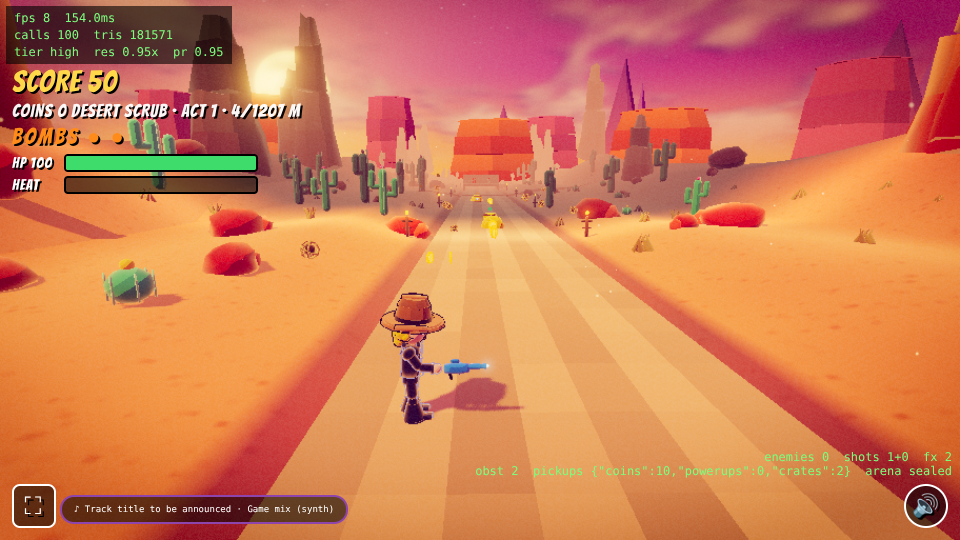 fps 8 154.0ms
calls 100 tris 181571
tier high res 0.95x pr 0.95
SCORE 50
COINS 0 DESERT SCRUB · ACT 1 · 4/1207 M
BOMBS
HP 100
HEAT
enemies 0 shots 1+0 fx 2
obst 2 pickups {"coins":10,"powerups":0,"crates":2} arena sealed
♪ Track title to be announced · Game mix (synth)